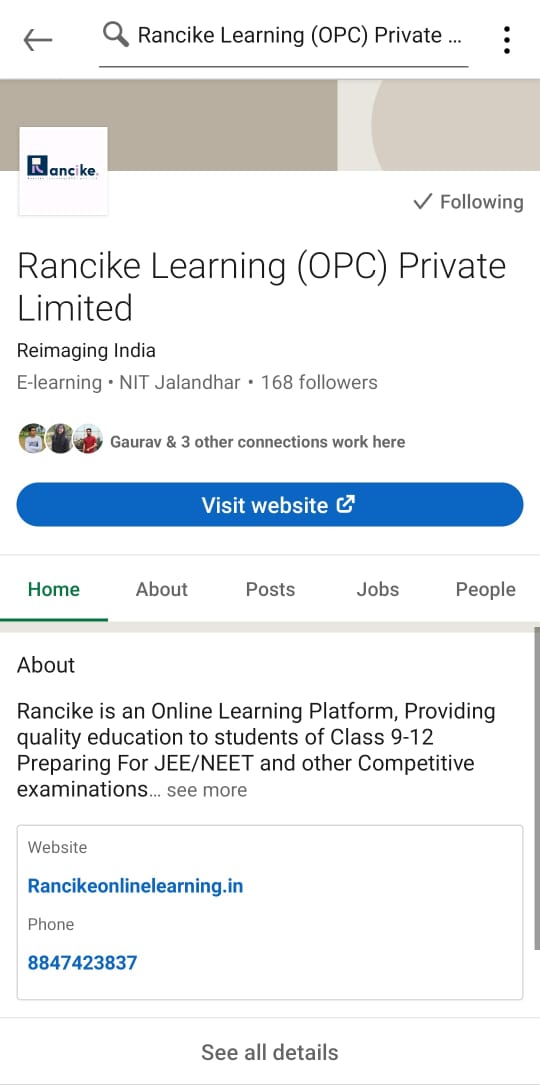 Rancike Learning (OPC) Private ...
Rancike.
Following
Rancike Learning (OPC) Private
Limited
Reimaging India
E-learning • NIT Jalandhar • 168 followers
Gaurav & 3 other connections work here
Visit website
Home About Posts Jobs People
About
Rancike is an Online Learning Platform, Providing
quality education to students of Class 9-12
Preparing For JEE/NEET and other Competitive
examinations... see more
Website
Rancikeonlinelearning.in
Phone
8847423837
See all details